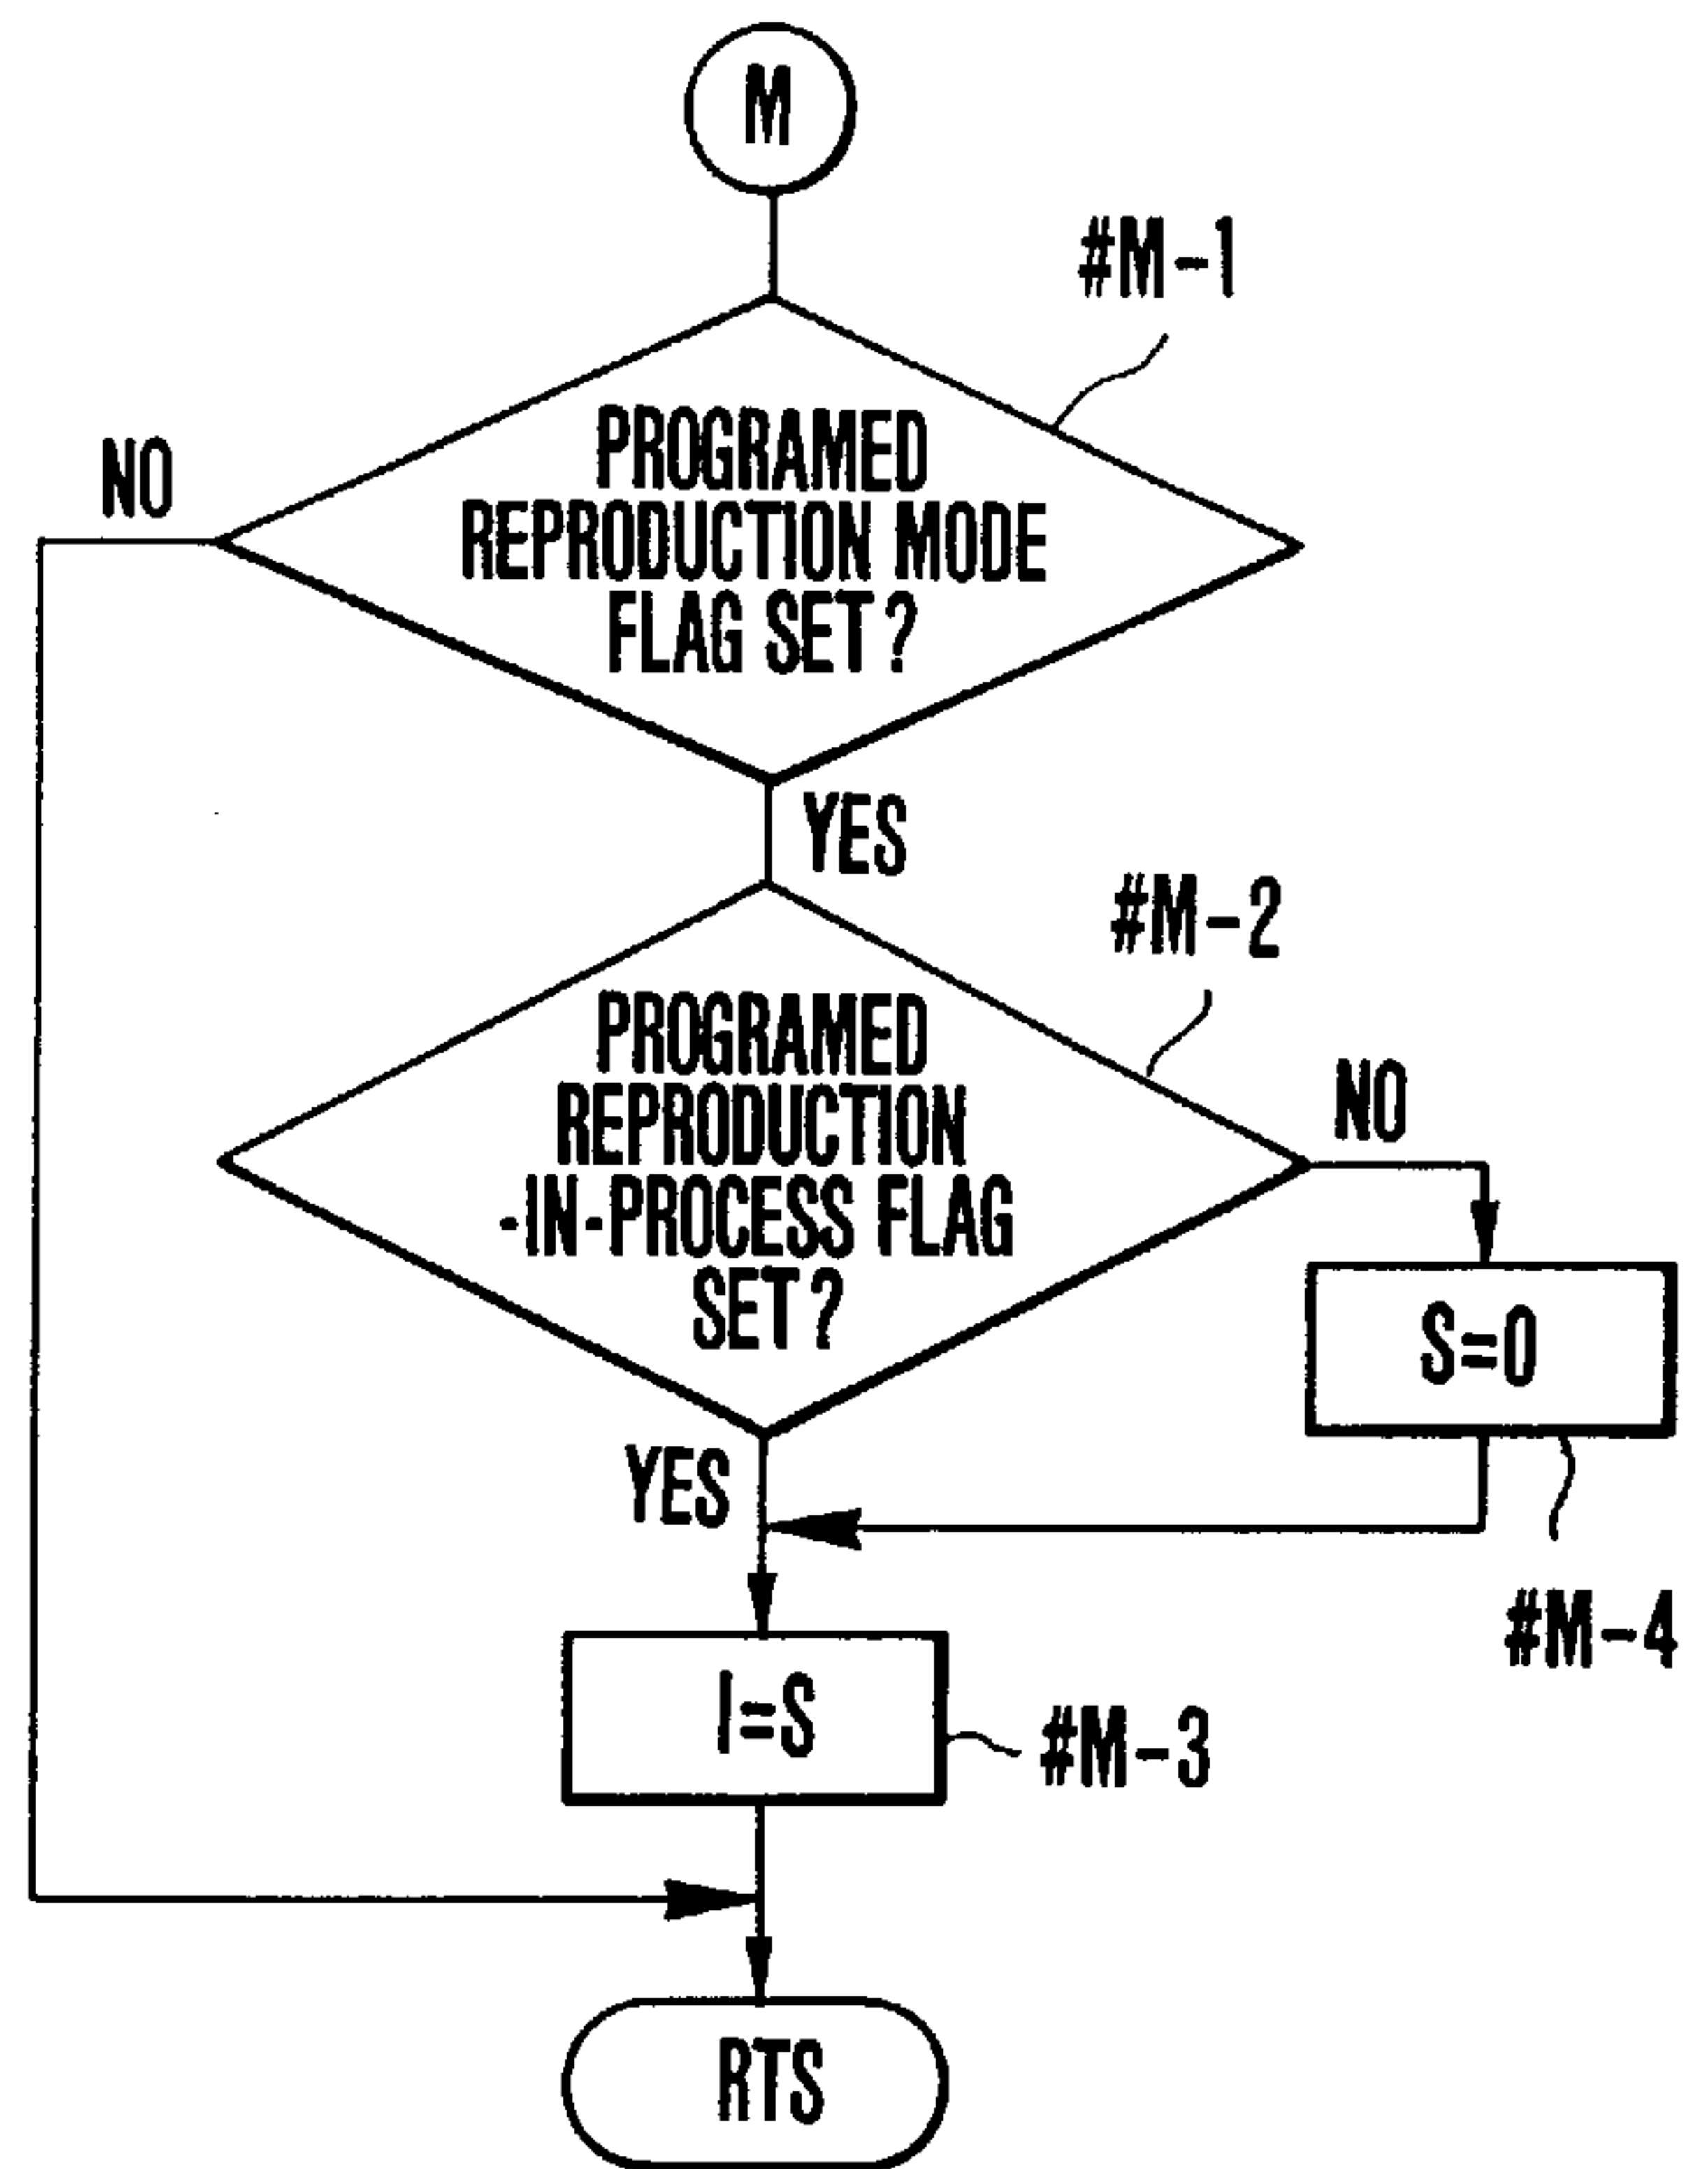 M
#M-1
NO
PROGRAMED
REPRODUCTION MODE
FLAG SET?
YES
#M-2
PROGRAMED
REPRODUCTION
-IN-PROCESS FLAG
SET?
NO
S=0
YES
#M-4
I=S
#M-3
RTS